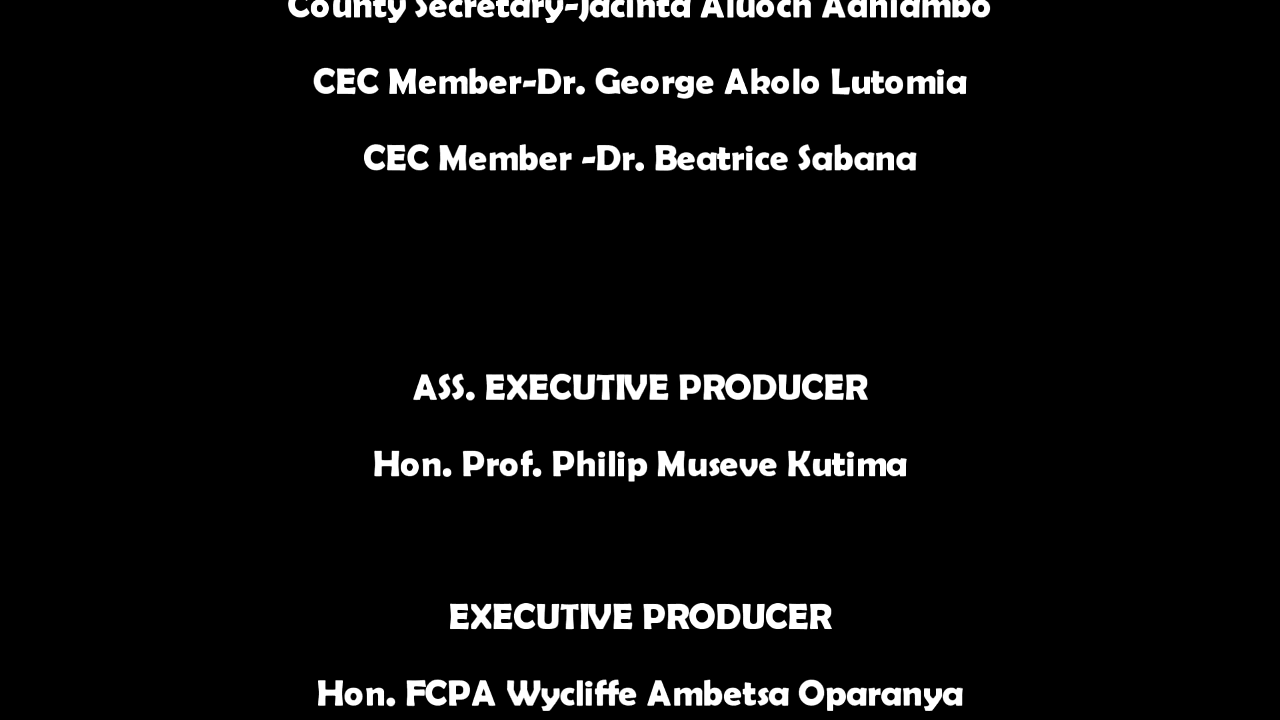 County Secretary-Jacinta Aluoch Aahlambo
CEC Member-Dr. George Akolo Lutomia
CEC Member -Dr. Beatrice Sabana
ASS. EXECUTIVE PRODUCER
Hon. Prof. Philip Museve Kutima
EXECUTIVE PRODUCER
Hon. FCPA Wycliffe Ambetsa Oparanya